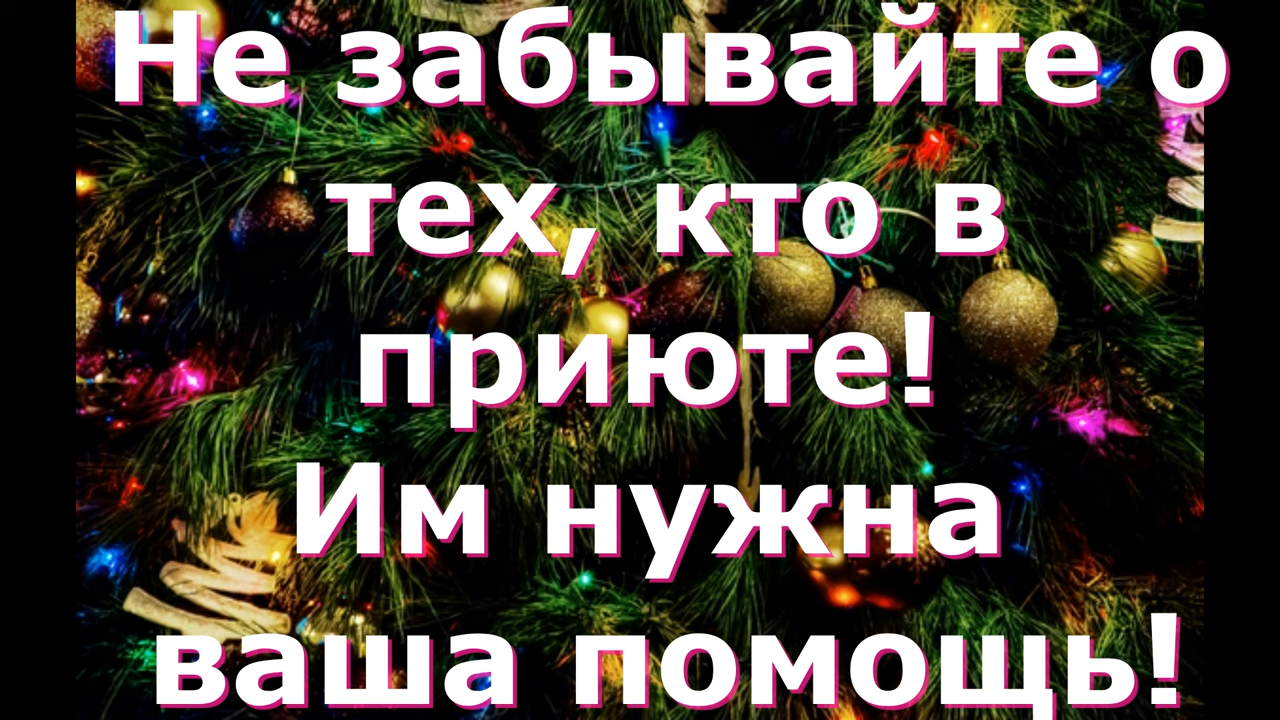 Не забывайте о
тех, кто в
приюте!
Им нужна
ваша помощь!